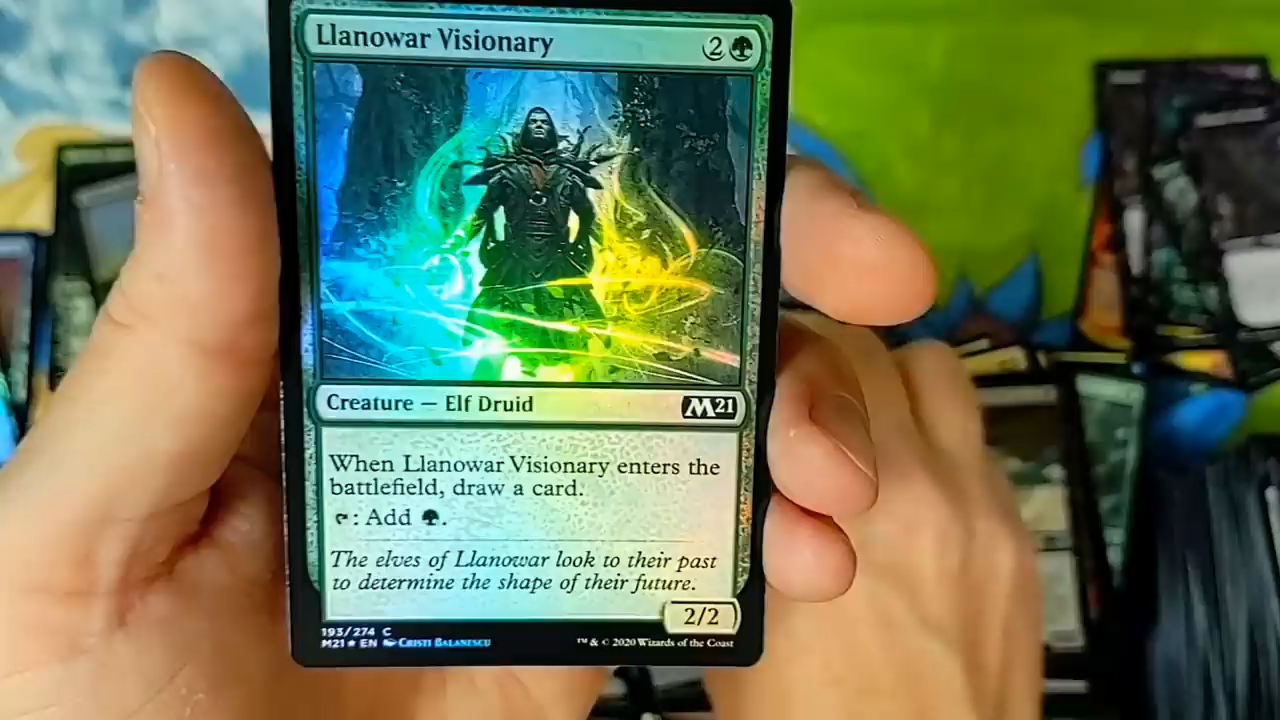 Llanowar Visionary 2
Creature — Elf Druid M21
When Llanowar Visionary enters the
battlefield, draw a card.
: Add .
The elves of Llanowar look to their past
to determine the shape of their future.
2/2
193/274 C
M21 ★ EN Cristi Balanescu
™ & © 2020 Wizards of the Coast